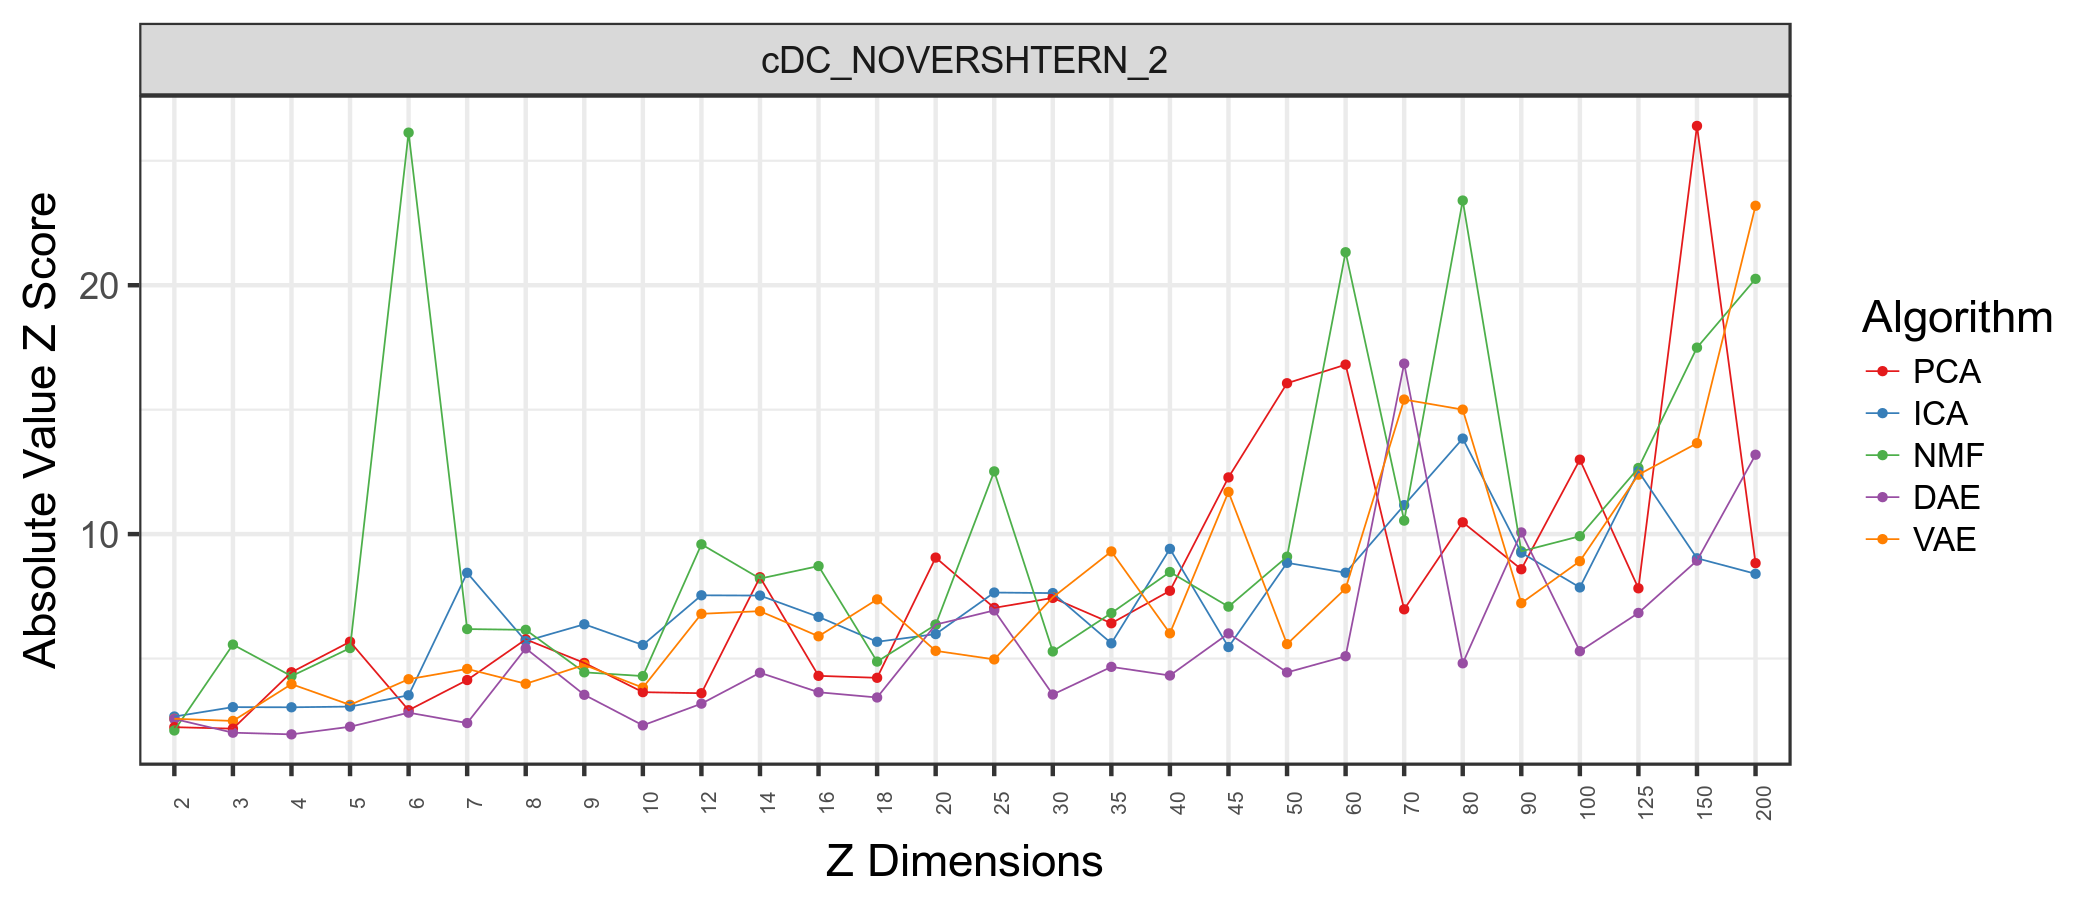 cDC_NOVERSHTERN_2
Absolute Value Z Score
20
10
2 3 4 5 6 7 8 9 10 12 14 16 18 20 25 30 35 40 45 50 60 70 80 90 100 125 150 200
Z Dimensions
Algorithm
PCA
ICA
NMF
DAE
VAE